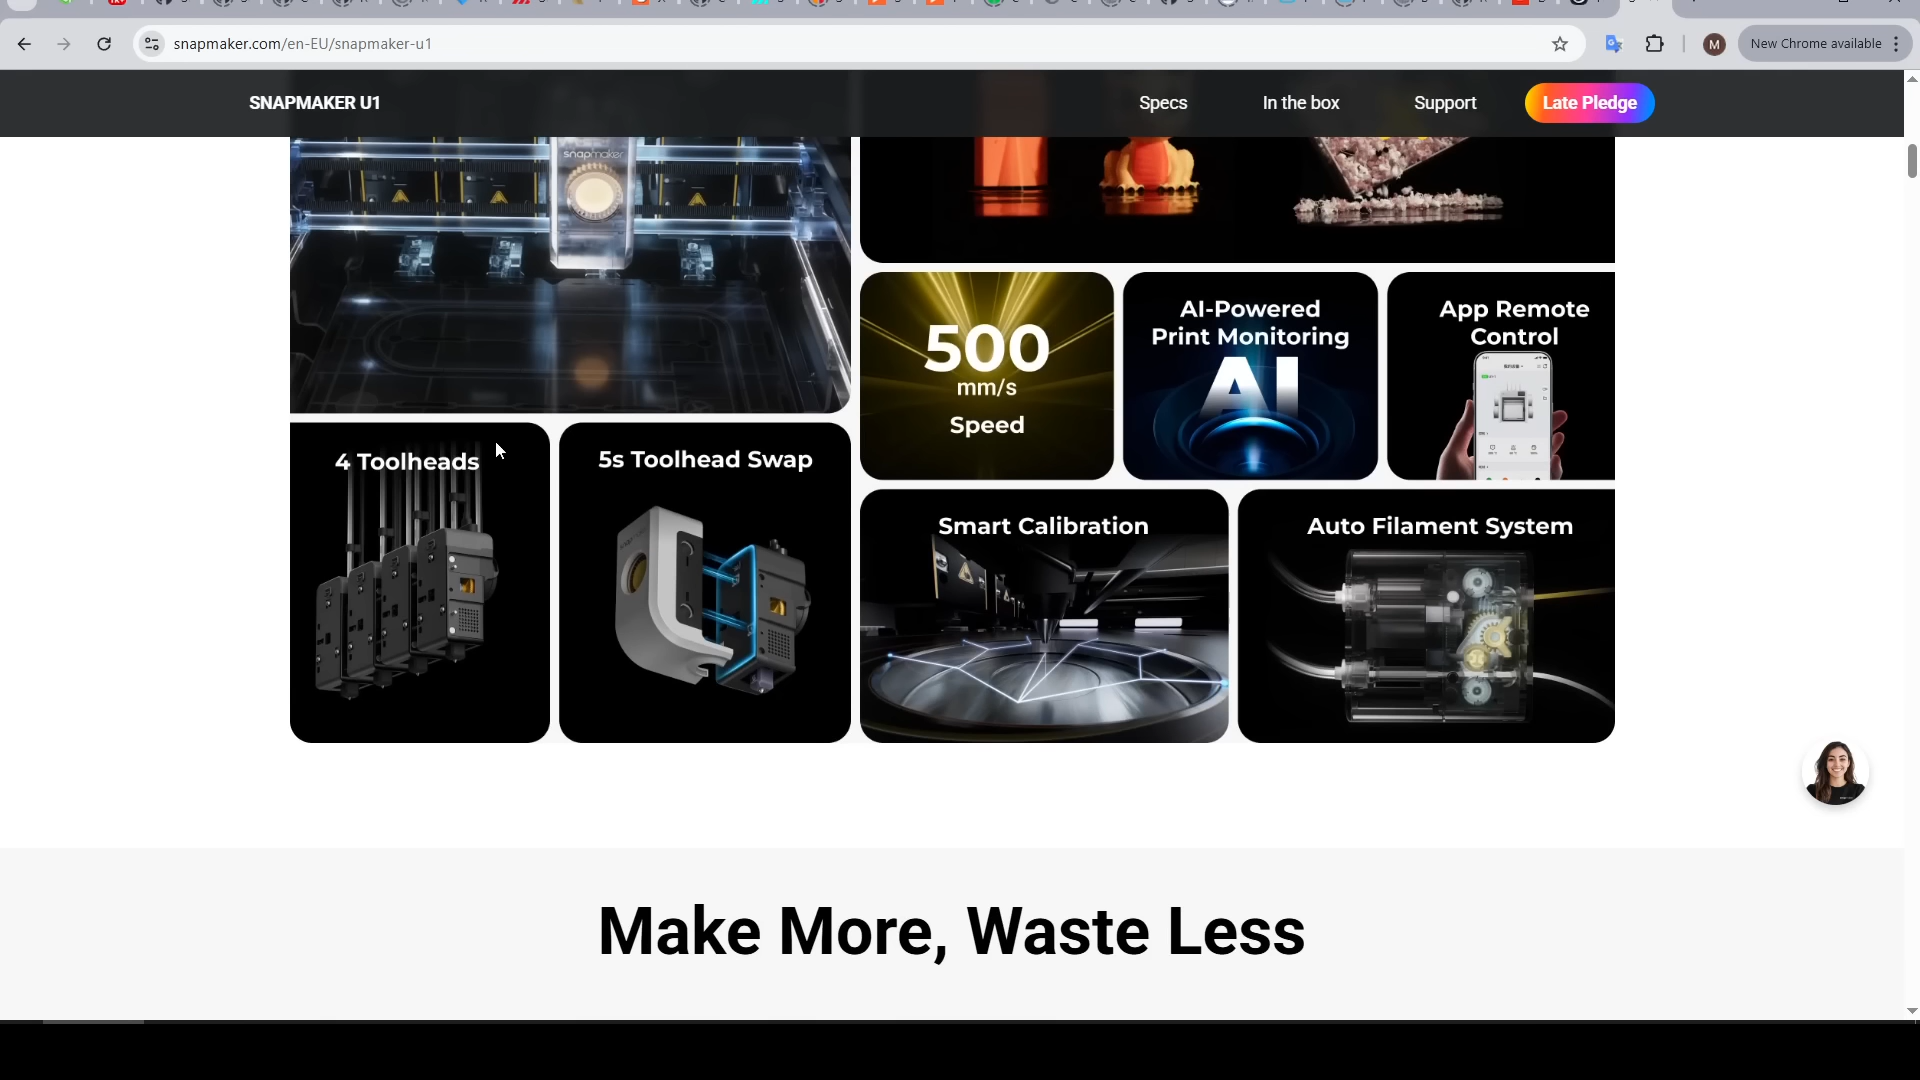 snapmaker.com/en-EU/snapmaker-u1
M
New Chrome available
SNAPMAKER U1
Specs
In the box
Support
Late Pledge
snapmaker
500
mm/s
Speed
AI-Powered
Print Monitoring
AI
App Remote
Control
4 Toolheads
5s Toolhead Swap
Smart Calibration
Auto Filament System
Make More, Waste Less